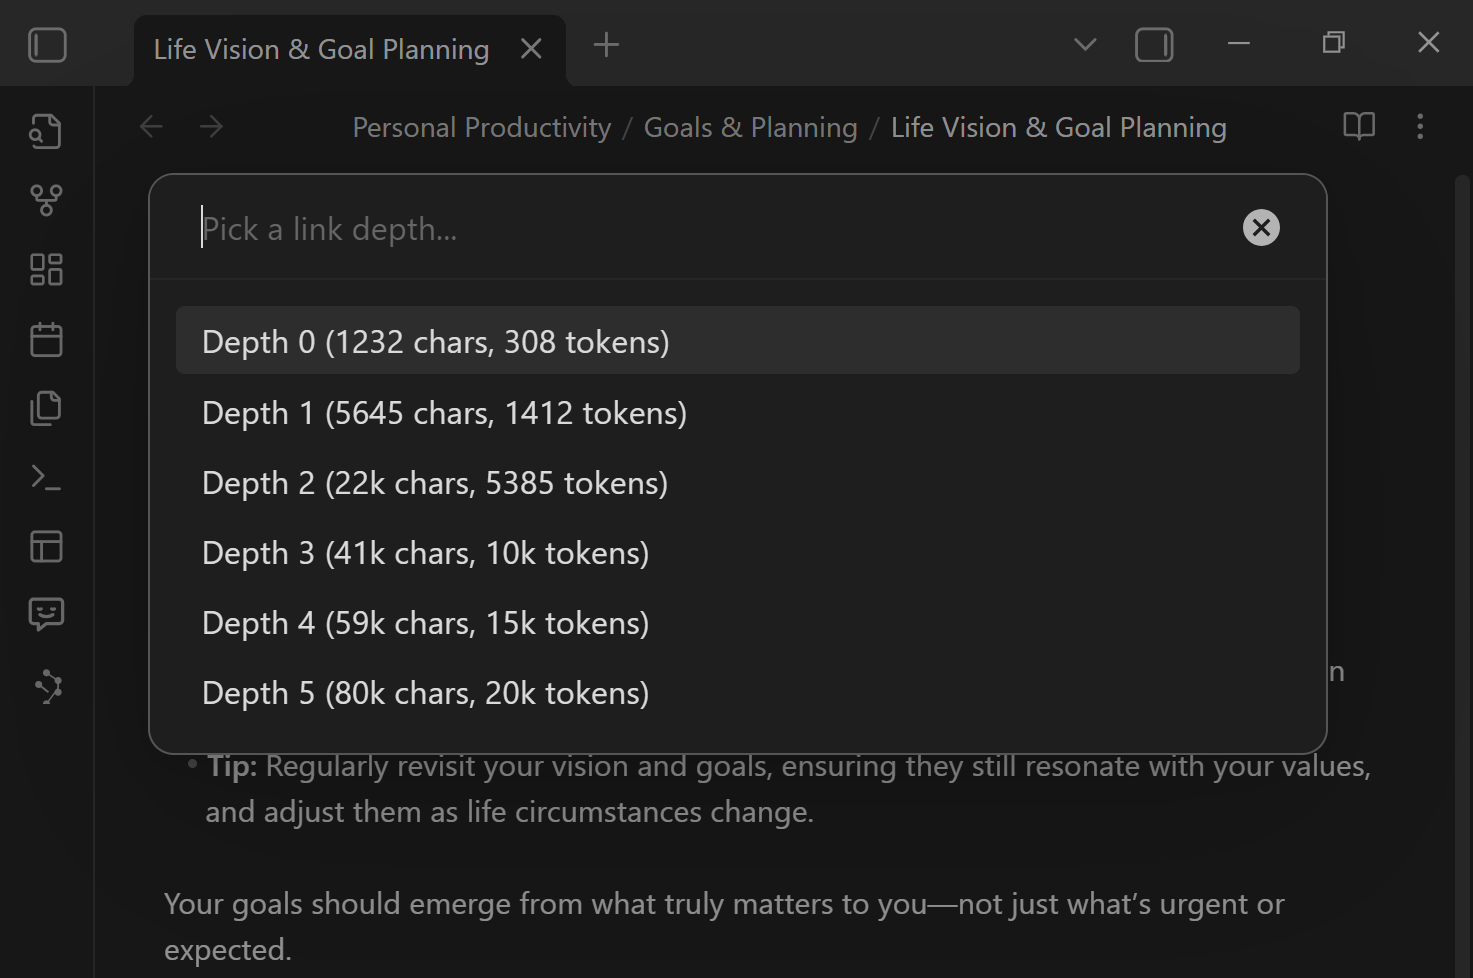 Life Vision & Goal Planning
Personal Productivity / Goals & Planning / Life Vision & Goal Planning
Pick a link depth...
Depth 0 (1232 chars, 308 tokens)
Depth 1 (5645 chars, 1412 tokens)
Depth 2 (22k chars, 5385 tokens)
Depth 3 (41k chars, 10k tokens)
Depth 4 (59k chars, 15k tokens)
Depth 5 (80k chars, 20k tokens)
n
Tip: Regularly revisit your vision and goals, ensuring they still resonate with your values,
and adjust them as life circumstances change.
Your goals should emerge from what truly matters to you—not just what’s urgent or
expected.